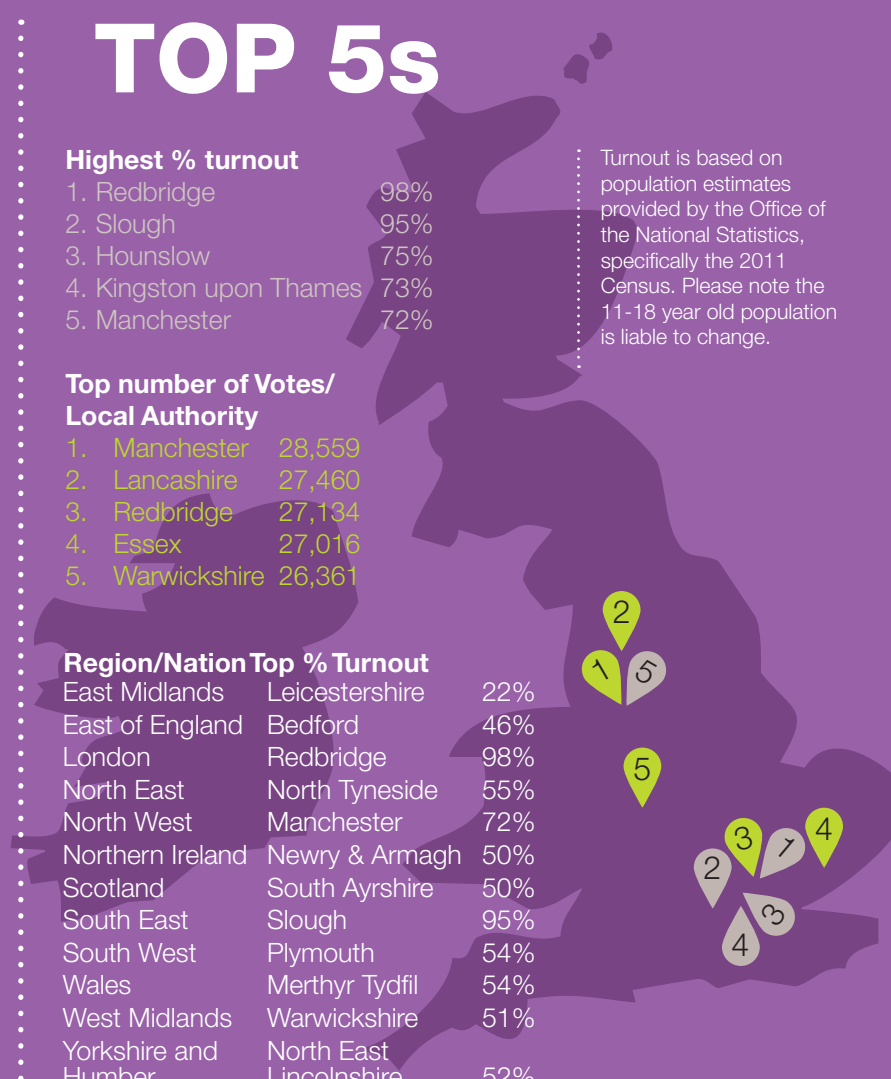 TOP 5s
Highest % turnout
1. Redbridge 98%
2. Slough 95%
3. Hounslow 75%
4. Kingston upon Thames 73%
5. Manchester 72%
Turnout is based on
population estimates
provided by the Office of
the National Statistics,
specifically the 2011
Census. Please note the
11-18 year old population
is liable to change.
Top number of Votes/
Local Authority
1. Manchester 28,559
2. Lancashire 27,460
3. Redbridge 27,134
4. Essex 27,016
5. Warwickshire 26,361
Region/Nation Top % Turnout
East Midlands Leicestershire 22%
East of England Bedford 46%
London Redbridge 98%
North East North Tyneside 55%
North West Manchester 72%
Northern Ireland Newry & Armagh 50%
Scotland South Ayrshire 50%
South East Slough 95%
South West Plymouth 54%
Wales Merthyr Tydfil 54%
West Midlands Warwickshire 51%
Yorkshire and North East
Humber Lincolnshire 52%
2
1 5
5
3 1 4
2
3
4